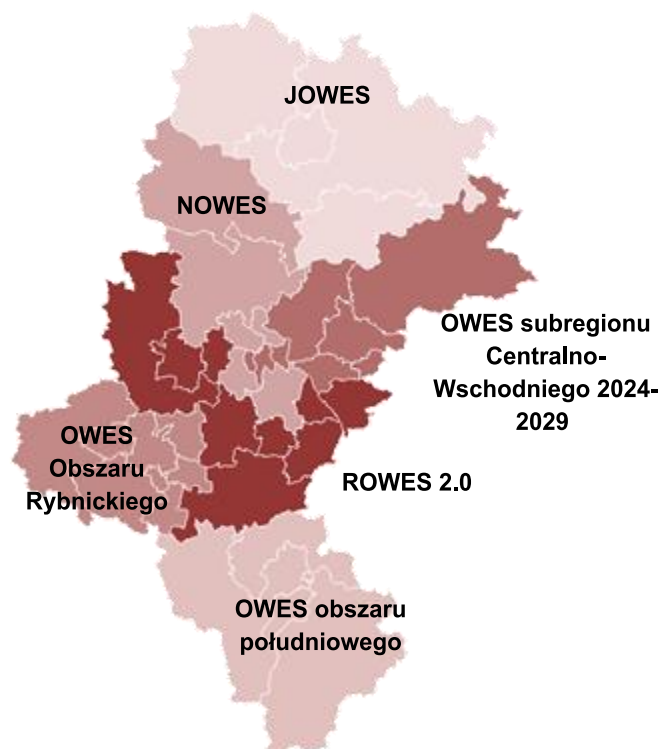 JOWES
NOWES
OWES subregionu
Centralno-
Wschodniego 2024-
2029
OWES
Obszaru
Rybnickiego
ROWES 2.0
OWES obszaru
południowego